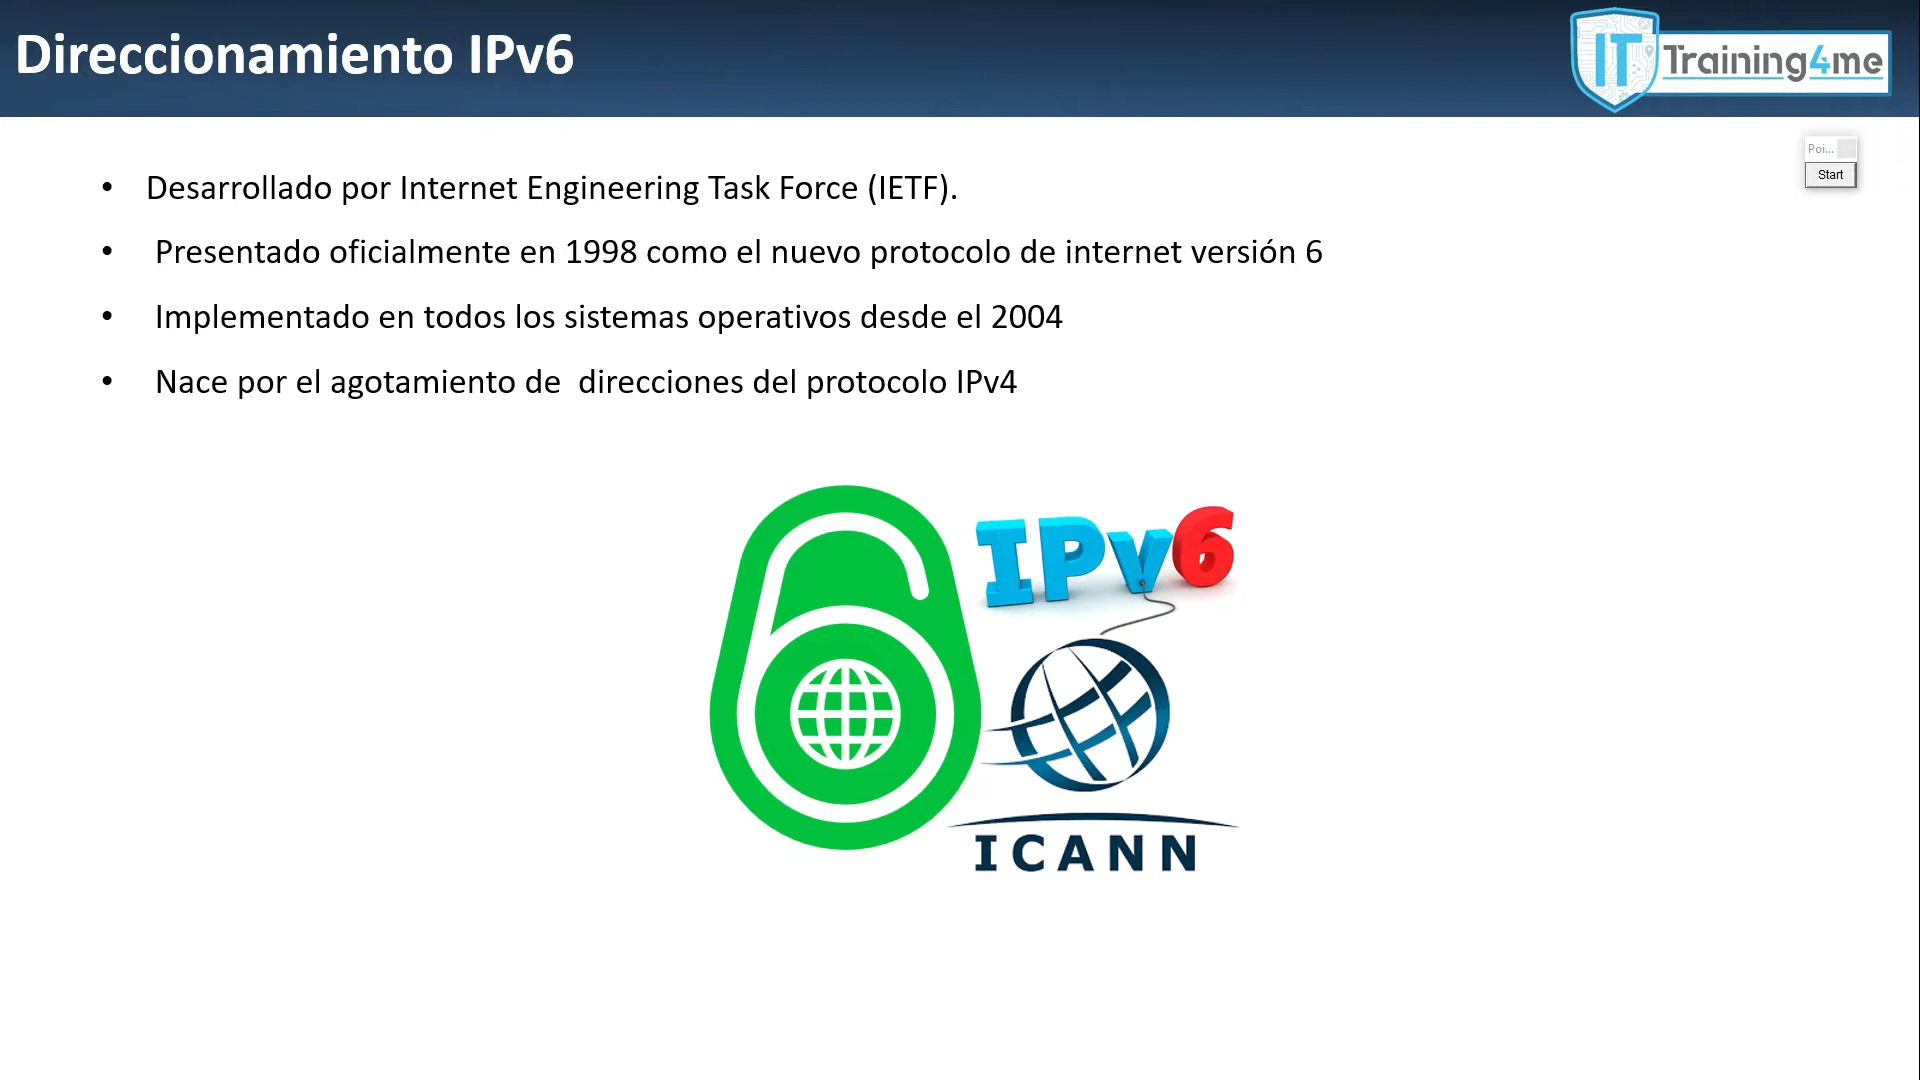 Direccionamiento IPv6
IT Training4me
Poi...
Start
• Desarrollado por Internet Engineering Task Force (IETF).
• Presentado oficialmente en 1998 como el nuevo protocolo de internet versión 6
• Implementado en todos los sistemas operativos desde el 2004
• Nace por el agotamiento de  direcciones del protocolo IPv4
6
IPv6
ICANN